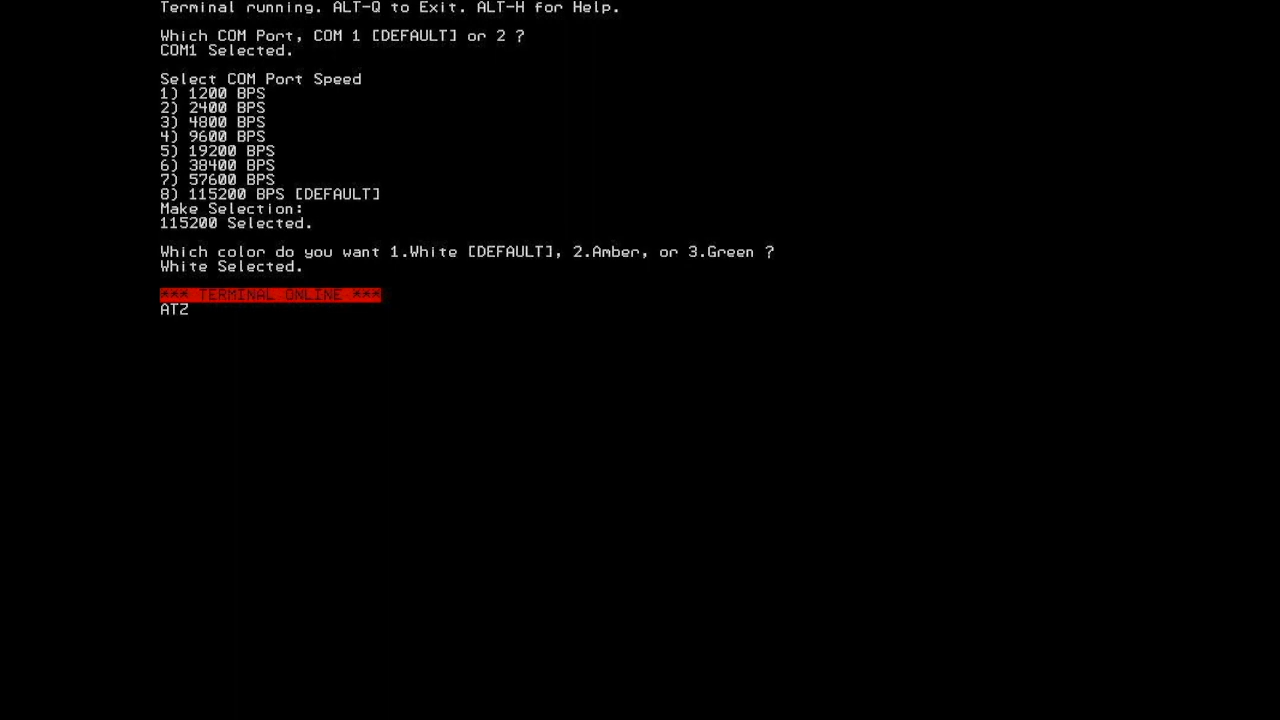 Terminal running. ALT-Q to Exit. ALT-H for Help.
Which COM Port, COM 1 [DEFAULT] or 2 ?
COM1 Selected.
Select COM Port Speed
1) 1200 BPS
2) 2400 BPS
3) 4800 BPS
4) 9600 BPS
5) 19200 BPS
6) 38400 BPS
7) 57600 BPS
8) 115200 BPS [DEFAULT]
Make Selection:
115200 Selected.
Which color do you want 1.White [DEFAULT], 2.Amber, or 3.Green ?
White Selected.
*** TERMINAL ONLINE ***
ATZ